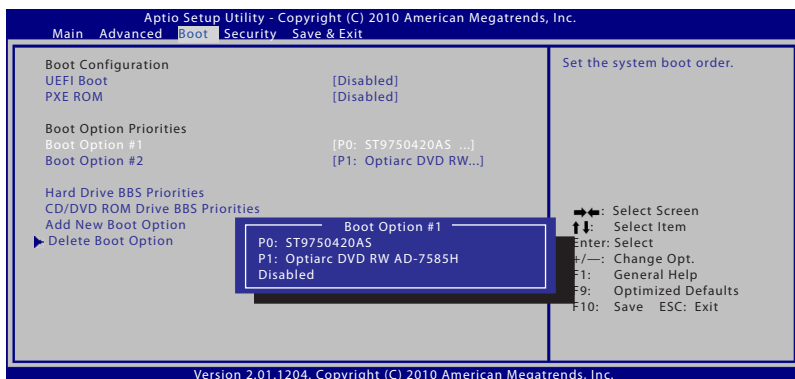 Aptio Setup Utility - Copyright (C) 2010 American Megatrends, Inc.
Main Advanced Boot Security Save & Exit
Boot Configuration
UEFI Boot [Disabled]
PXE ROM [Disabled]
Boot Option Priorities
Boot Option #1 [P0: ST9750420AS ...]
Boot Option #2 [P1: Optiarc DVD RW...]
Hard Drive BBS Priorities
CD/DVD ROM Drive BBS Priorities
Add New Boot Option
Delete Boot Option
Boot Option #1
P0: ST9750420AS
P1: Optiarc DVD RW AD-7585H
Disabled
Set the system boot order.
→←: Select Screen
↑↓: Select Item
Enter: Select
+/—: Change Opt.
F1: General Help
F9: Optimized Defaults
F10: Save ESC: Exit
Version 2.01.1204. Copyright (C) 2010 American Megatrends, Inc.